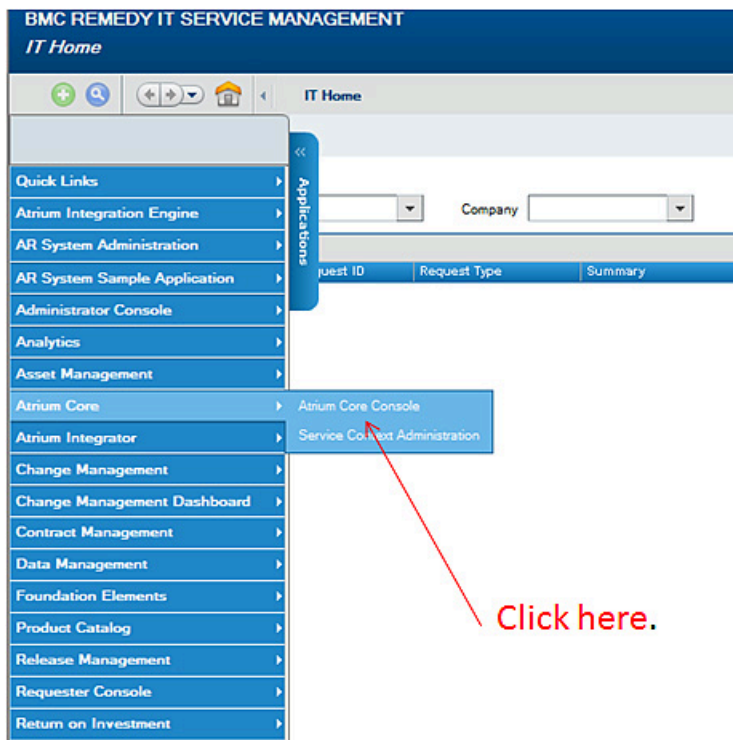 BMC REMEDY IT SERVICE MANAGEMENT
IT Home
IT Home
Applications
Company
Request Type
Summary
Quick Links
Atrium Integration Engine
AR System Administration
AR System Sample Application
Administrator Console
Analytics
Asset Management
Atrium Core
Atrium Core Console
Service Context Administration
Atrium Integrator
Change Management
Change Management Dashboard
Contract Management
Data Management
Foundation Elements
Product Catalog
Release Management
Requester Console
Return on Investment
Click here.